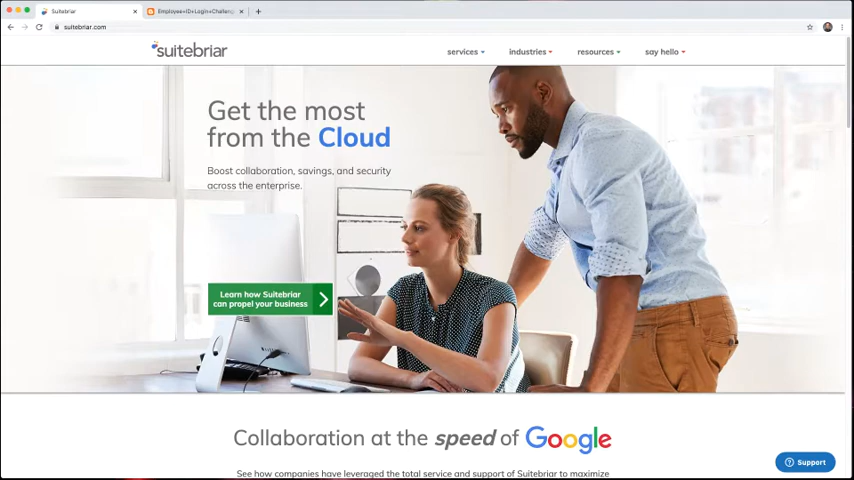 Suitebriar
Employee ID Login Challeng
suitebriar.com
suitebriar
services
industries
resources
say hello
Get the most
from the Cloud
Boost collaboration, savings, and security
across the enterprise.
Learn how Suitebriar
can propel your business
Collaboration at the speed of Google
See how companies have leveraged the total service and support of Suitebriar to maximize
Support